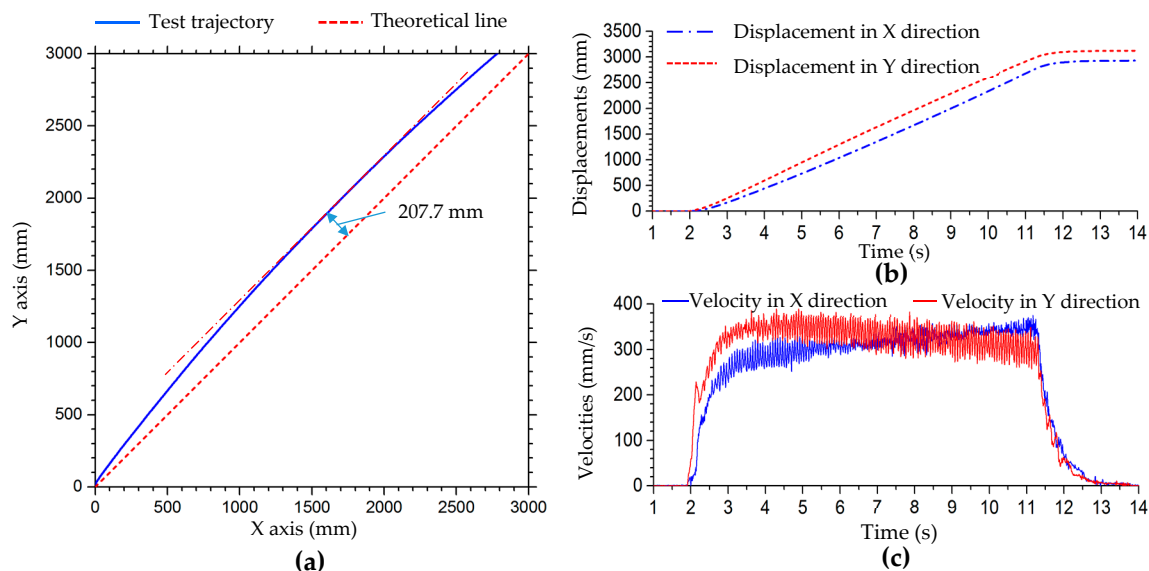 Test trajectory
Theoretical line
3000
2500
2000
1500
1000
500
0
Y axis (mm)
207.7 mm
0 500 1000 1500 2000 2500 3000
X axis (mm)
(a)
3500
3000
2500
2000
1500
1000
500
0
Displacements (mm)
Displacement in X direction
Displacement in Y direction
1 2 3 4 5 6 7 8 9 10 11 12 13 14
Time (s)
(b)
400
300
200
100
0
Velocities (mm/s)
Velocity in X direction
Velocity in Y direction
1 2 3 4 5 6 7 8 9 10 11 12 13 14
Time (s)
(c)